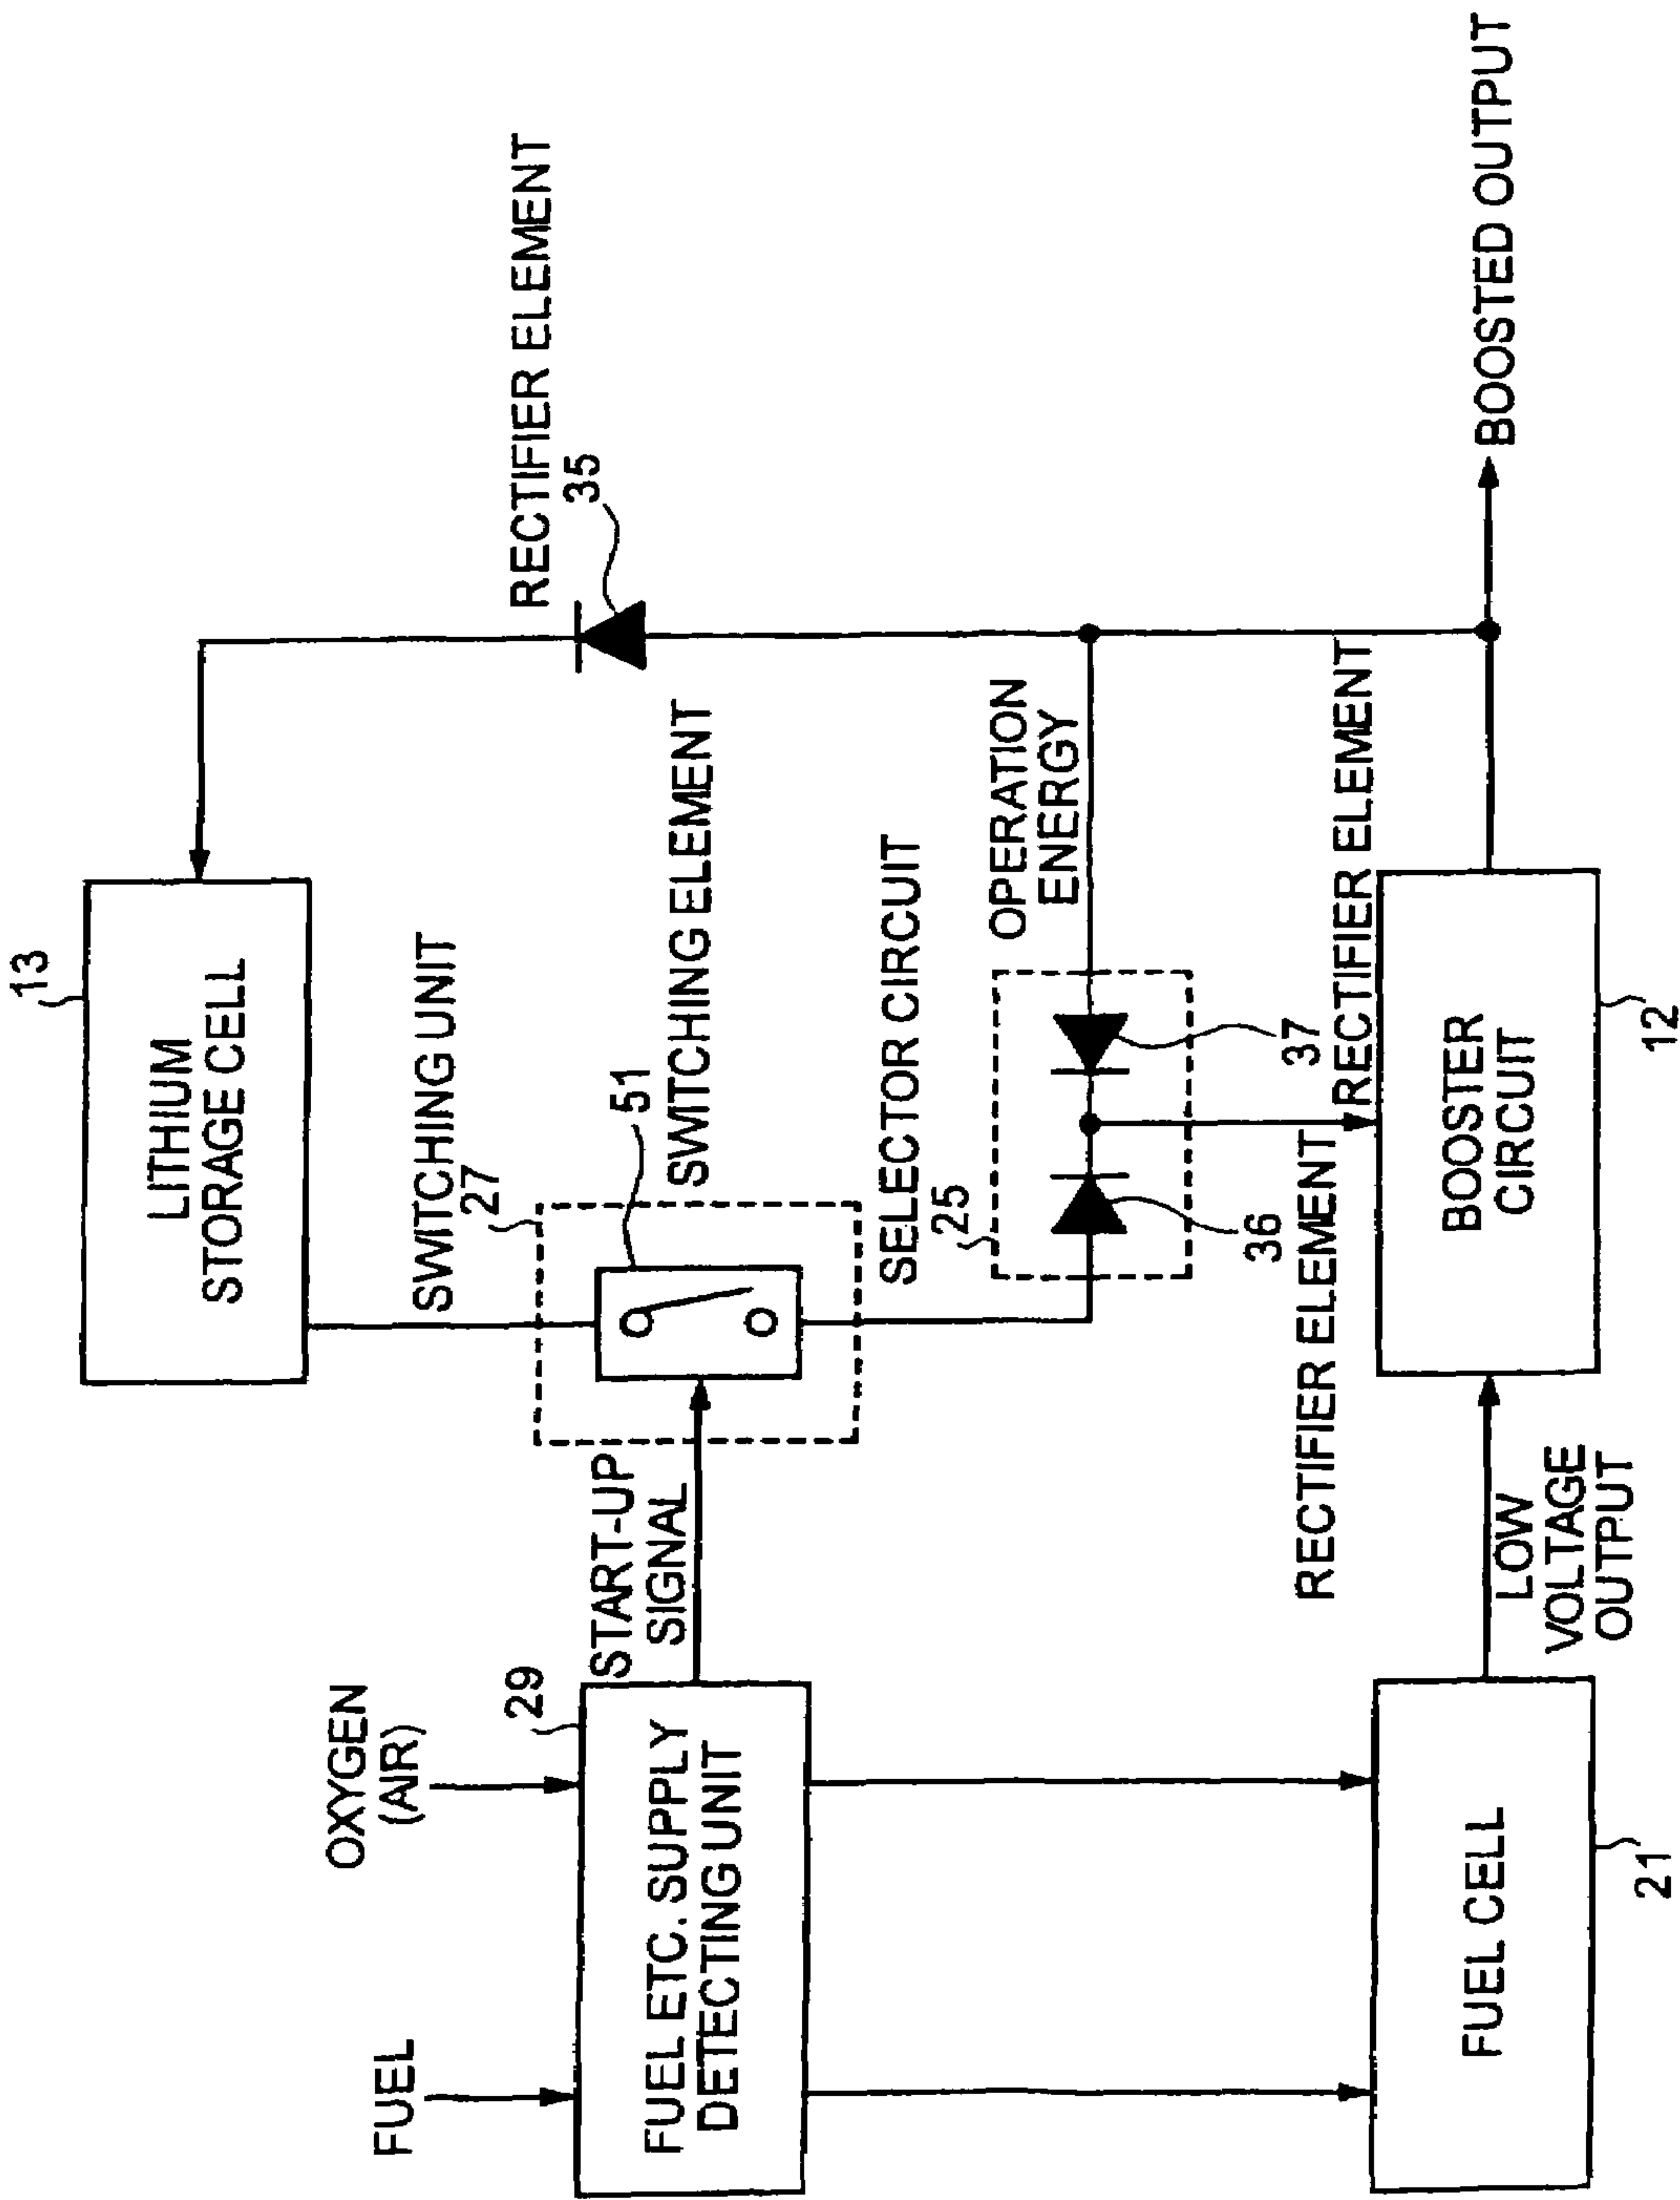 FUEL
OXYGEN
(AIR)
29
FUEL ETC. SUPPLY
DETECTING UNIT
START-UP
SIGNAL
13
LITHIUM
STORAGE CELL
SWITCHING UNIT
27
51
SWITCHING ELEMENT
SELECTOR CIRCUIT
25
36
RECTIFIER ELEMENT
37
RECTIFIER ELEMENT
OPERATION
ENERGY
RECTIFIER ELEMENT
35
FUEL CELL
21
LOW
VOLTAGE
OUTPUT
BOOSTER
CIRCUIT
12
BOOSTED OUTPUT